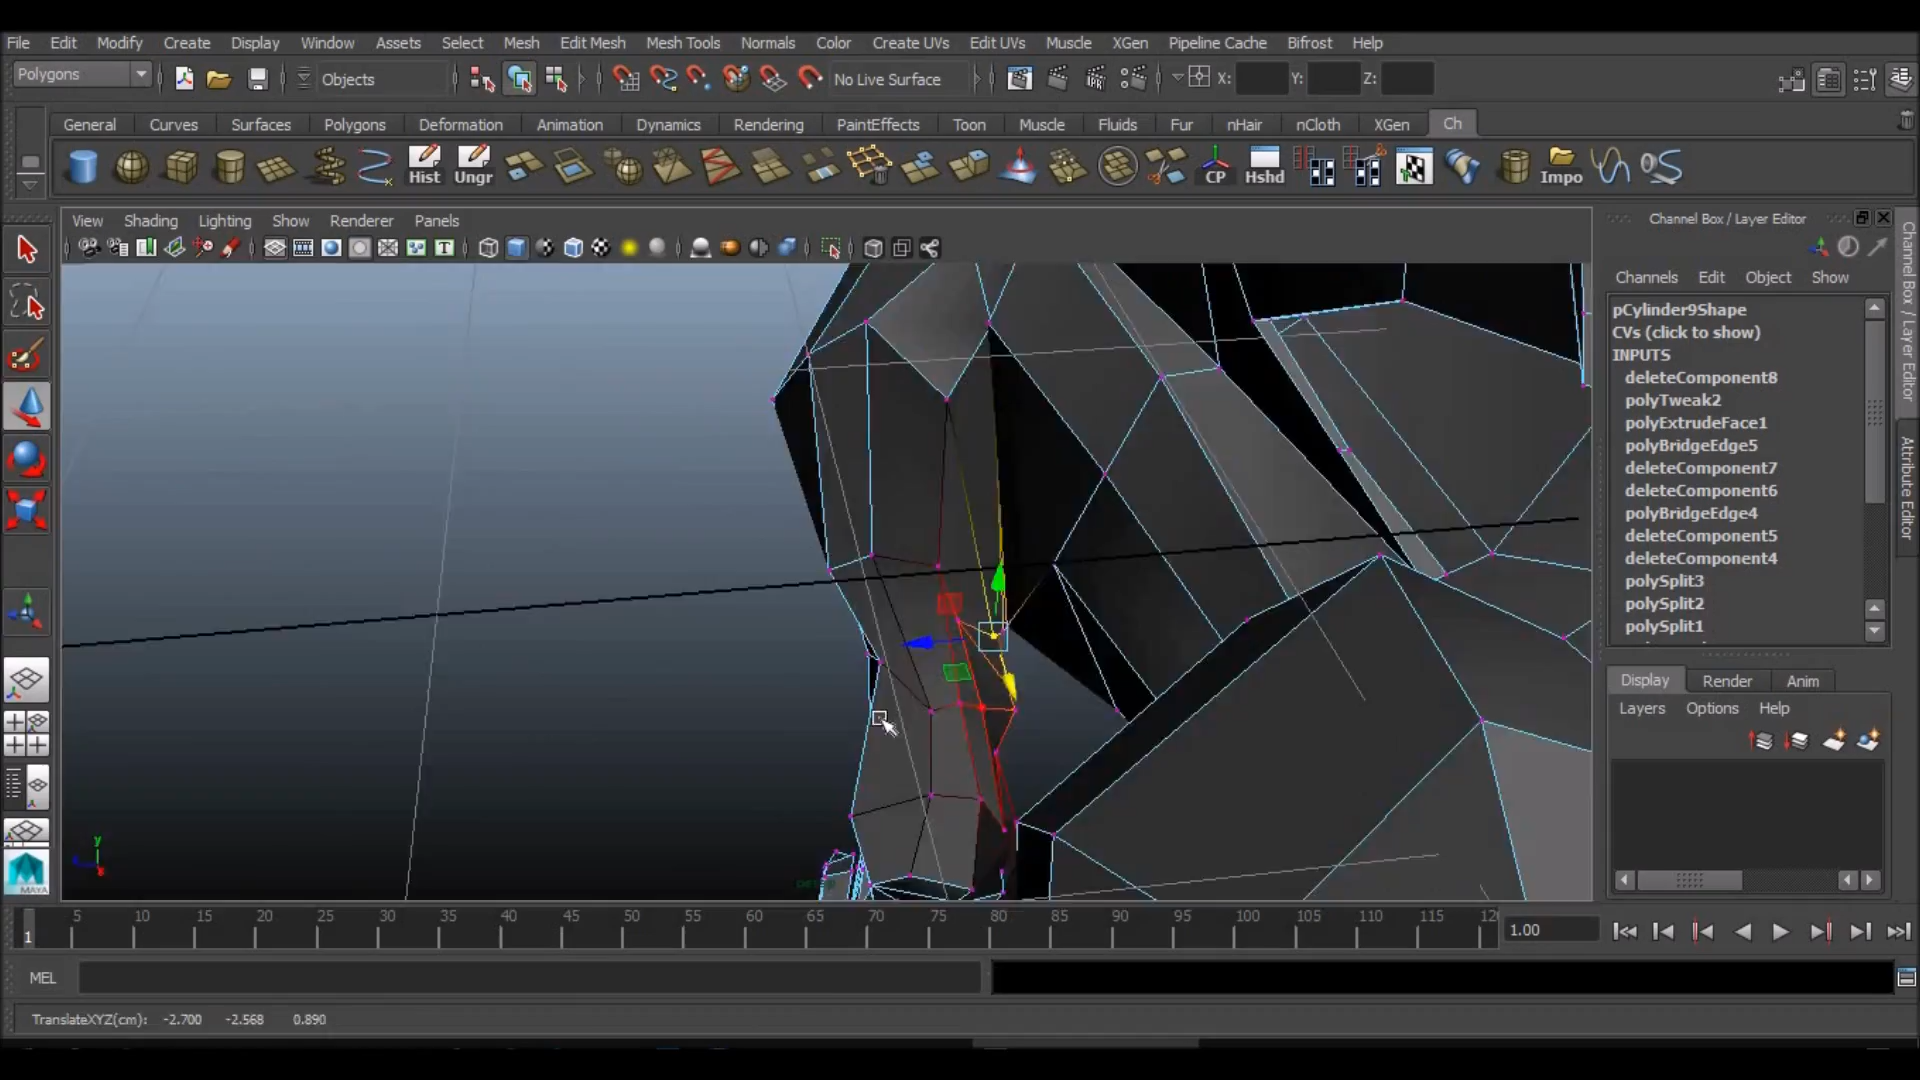 File Edit Modify Create Display Window Assets Select Mesh Edit Mesh Mesh Tools Normals Color Create UVs Edit UVs Muscle XGen Pipeline Cache Bifrost Help
Polygons Objects No Live Surface X: Y: Z:
General Curves Surfaces Polygons Deformation Animation Dynamics Rendering PaintEffects Toon Muscle Fluids Fur nHair nCloth XGen Ch
Hist Ungr CP Hshd Impo
View Shading Lighting Show Renderer Panels
Channel Box / Layer Editor
Channels Edit Object Show
pCylinder9Shape
CVs (click to show)
INPUTS
deleteComponent8
polyTweak2
polyExtrudeFace1
polyBridgeEdge5
deleteComponent7
deleteComponent6
polyBridgeEdge4
deleteComponent5
deleteComponent4
polySplit3
polySplit2
polySplit1
Display Render Anim
Layers Options Help
Channel Box / Layer Editor
Attribute Editor
y
x
persp
MAYA
5 10 15 20 25 30 35 40 45 50 55 60 65 70 75 80 85 90 95 100 105 110 115 12
1
1.00
MEL
TranslateXYZ(cm): -2.700 -2.568 0.890